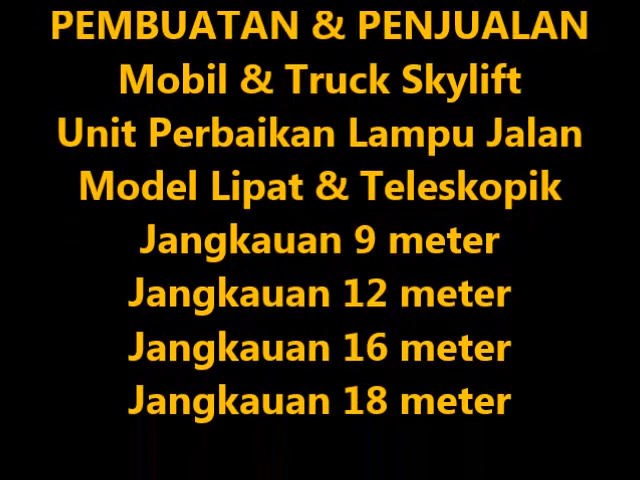 PEMBUATAN & PENJUALAN
Mobil & Truck Skylift
Unit Perbaikan Lampu Jalan
Model Lipat & Teleskopik
Jangkauan 9 meter
Jangkauan 12 meter
Jangkauan 16 meter
Jangkauan 18 meter